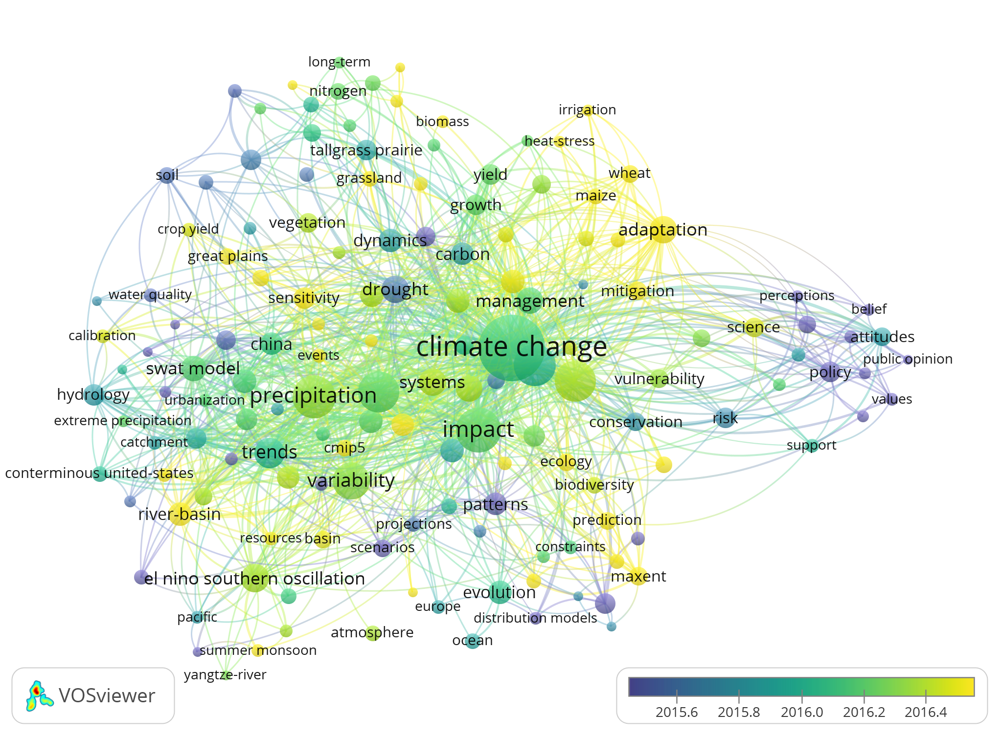 long-term
nitrogen
irrigation
biomass
heat-stress
tallgrass prairie
soil
grassland
yield
wheat
maize
growth
crop yield
vegetation
adaptation
dynamics
great plains
carbon
water quality
sensitivity
drought
management
mitigation
perceptions
belief
calibration
china
science
attitudes
events
climate change
swat model
systems
vulnerability
policy
public opinion
hydrology
urbanization
precipitation
values
extreme precipitation
impact
conservation
risk
catchment
trends
cmip5
support
conterminous united-states
variability
ecology
biodiversity
river-basin
projections
patterns
prediction
resources
basin
scenarios
constraints
el nino southern oscillation
maxent
evolution
pacific
europe
distribution models
atmosphere
ocean
summer monsoon
yangtze-river
VOSviewer
2015.6
2015.8
2016.0
2016.2
2016.4